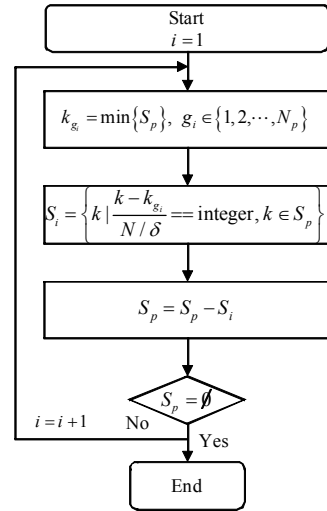 Start
i = 1
k_{g_i} = min{S_p}, g_i ∈ {1, 2, ⋯, N_p}
S_i = {k | (k − k_{g_i}) / (N / δ) == integer, k ∈ S_p}
S_p = S_p − S_i
S_p = ∅
i = i + 1 No
Yes
End